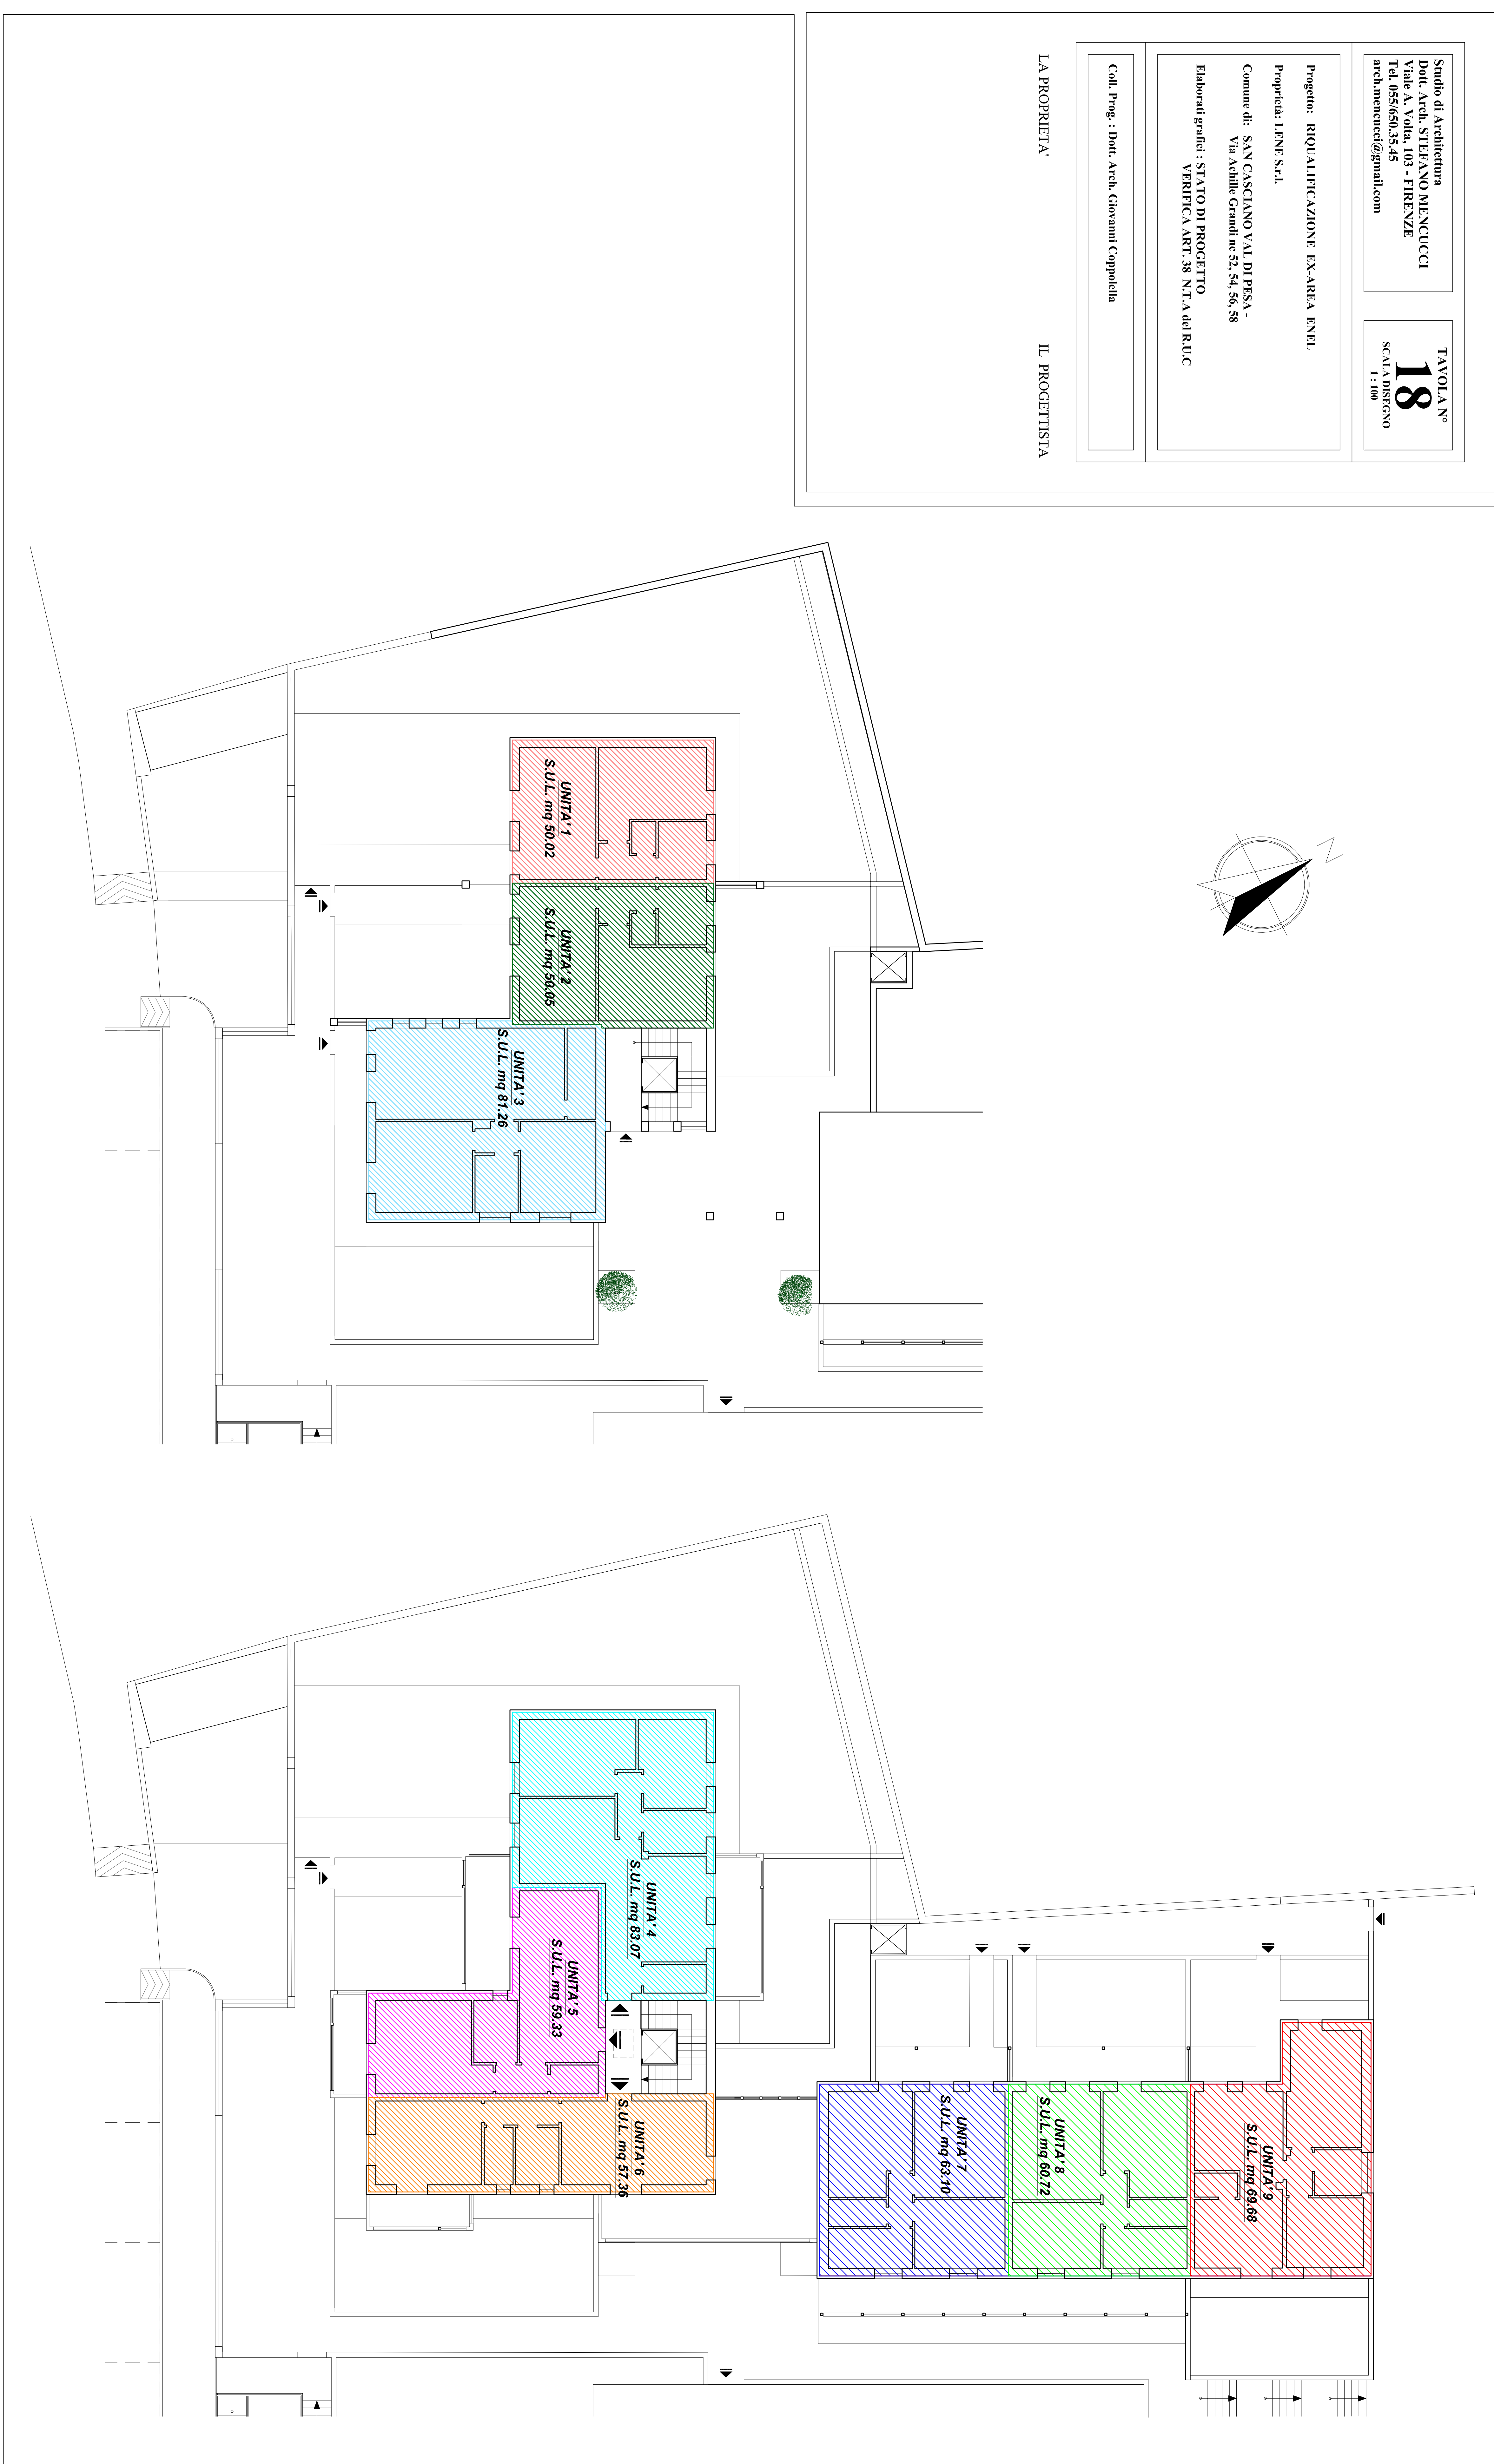 Studio di Architettura
Dott. Arch. STEFANO MENCUCCI
Viale A. Volta, 103 - FIRENZE
Tel. 055/650.35.45
arch.mencucci@gmail.com
TAVOLA N°
18
SCALA DISEGNO
1 : 100
Progetto: RIQUALIFICAZIONE EX-AREA ENEL
Proprietà: LENE S.r.l.
Comune di: SAN CASCIANO VAL DI PESA -
Via Achille Grandi nc 52, 54, 56, 58
Elaborati grafici : STATO DI PROGETTO
VERIFICA ART. 38 N.T.A del R.U.C
Coll. Prog. : Dott. Arch. Giovanni Coppolella
LA PROPRIETA'
IL PROGETTISTA
N
UNITA' 1
S.U.L. mq 50.02
UNITA' 2
S.U.L. mq 50.05
UNITA' 3
S.U.L. mq 81.26
UNITA' 4
S.U.L. mq 83.07
UNITA' 5
S.U.L. mq 59.33
UNITA' 6
S.U.L. mq 57.36
UNITA' 7
S.U.L. mq 63.10
UNITA' 8
S.U.L. mq 60.72
UNITA' 9
S.U.L. mq 69.68